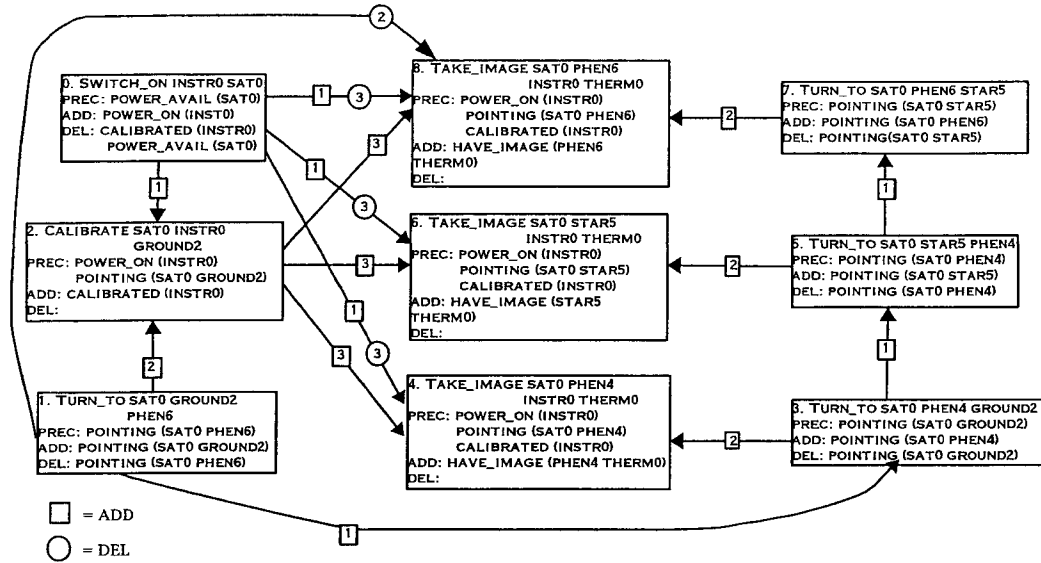 2
0. SWITCH_ON INSTR0 SAT0
PREC: POWER_AVAIL (SAT0)
ADD: POWER_ON (INST0)
DEL: CALIBRATED (INSTR0)
POWER_AVAIL (SAT0)
1
3
8. TAKE_IMAGE SAT0 PHEN6
INSTR0 THERM0
PREC: POWER_ON (INSTR0)
POINTING (SAT0 PHEN6)
CALIBRATED (INSTR0)
ADD: HAVE_IMAGE (PHEN6
THERM0)
DEL:
2
7. TURN_TO SAT0 PHEN6 STAR5
PREC: POINTING (SAT0 STAR5)
ADD: POINTING (SAT0 PHEN6)
DEL: POINTING(SAT0 STAR5)
3
1
1
3
1
2. CALIBRATE SAT0 INSTR0
GROUND2
PREC: POWER_ON (INSTR0)
POINTING (SAT0 GROUND2)
ADD: CALIBRATED (INSTR0)
DEL:
3
6. TAKE_IMAGE SAT0 STAR5
INSTR0 THERM0
PREC: POWER_ON (INSTR0)
POINTING (SAT0 STAR5)
CALIBRATED (INSTR0)
ADD: HAVE_IMAGE (STAR5
THERM0)
DEL:
2
5. TURN_TO SAT0 STAR5 PHEN4
PREC: POINTING (SAT0 PHEN4)
ADD: POINTING (SAT0 STAR5)
DEL: POINTING (SAT0 PHEN4)
1
3
3
1
2
1. TURN_TO SAT0 GROUND2
PHEN6
PREC: POINTING (SAT0 PHEN6)
ADD: POINTING (SAT0 GROUND2)
DEL: POINTING (SAT0 PHEN6)
4. TAKE_IMAGE SAT0 PHEN4
INSTR0 THERM0
PREC: POWER_ON (INSTR0)
POINTING (SAT0 PHEN4)
CALIBRATED (INSTR0)
ADD: HAVE_IMAGE (PHEN4 THERM0)
DEL:
2
3. TURN_TO SAT0 PHEN4 GROUND2
PREC: POINTING (SAT0 GROUND2)
ADD: POINTING (SAT0 PHEN4)
DEL: POINTING (SAT0 GROUND2)
= ADD
= DEL
1